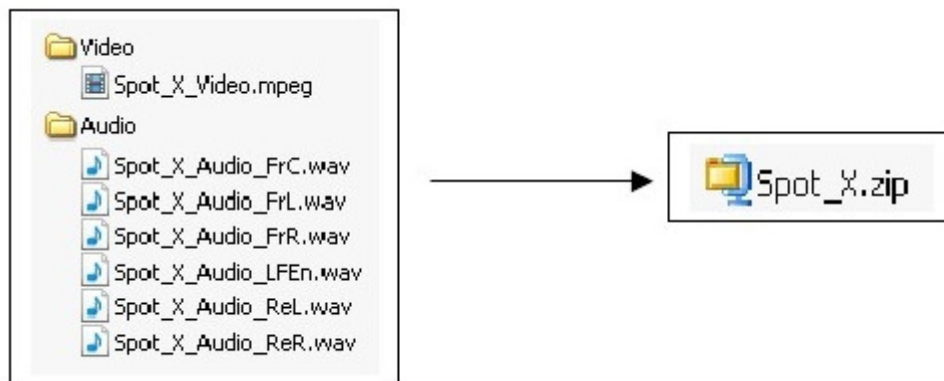 Video
Spot_X_Video.mpeg
Audio
Spot_X_Audio_FrC.wav
Spot_X_Audio_FrL.wav
Spot_X_Audio_FrR.wav
Spot_X_Audio_LFEn.wav
Spot_X_Audio_ReL.wav
Spot_X_Audio_ReR.wav
Spot_X.zip